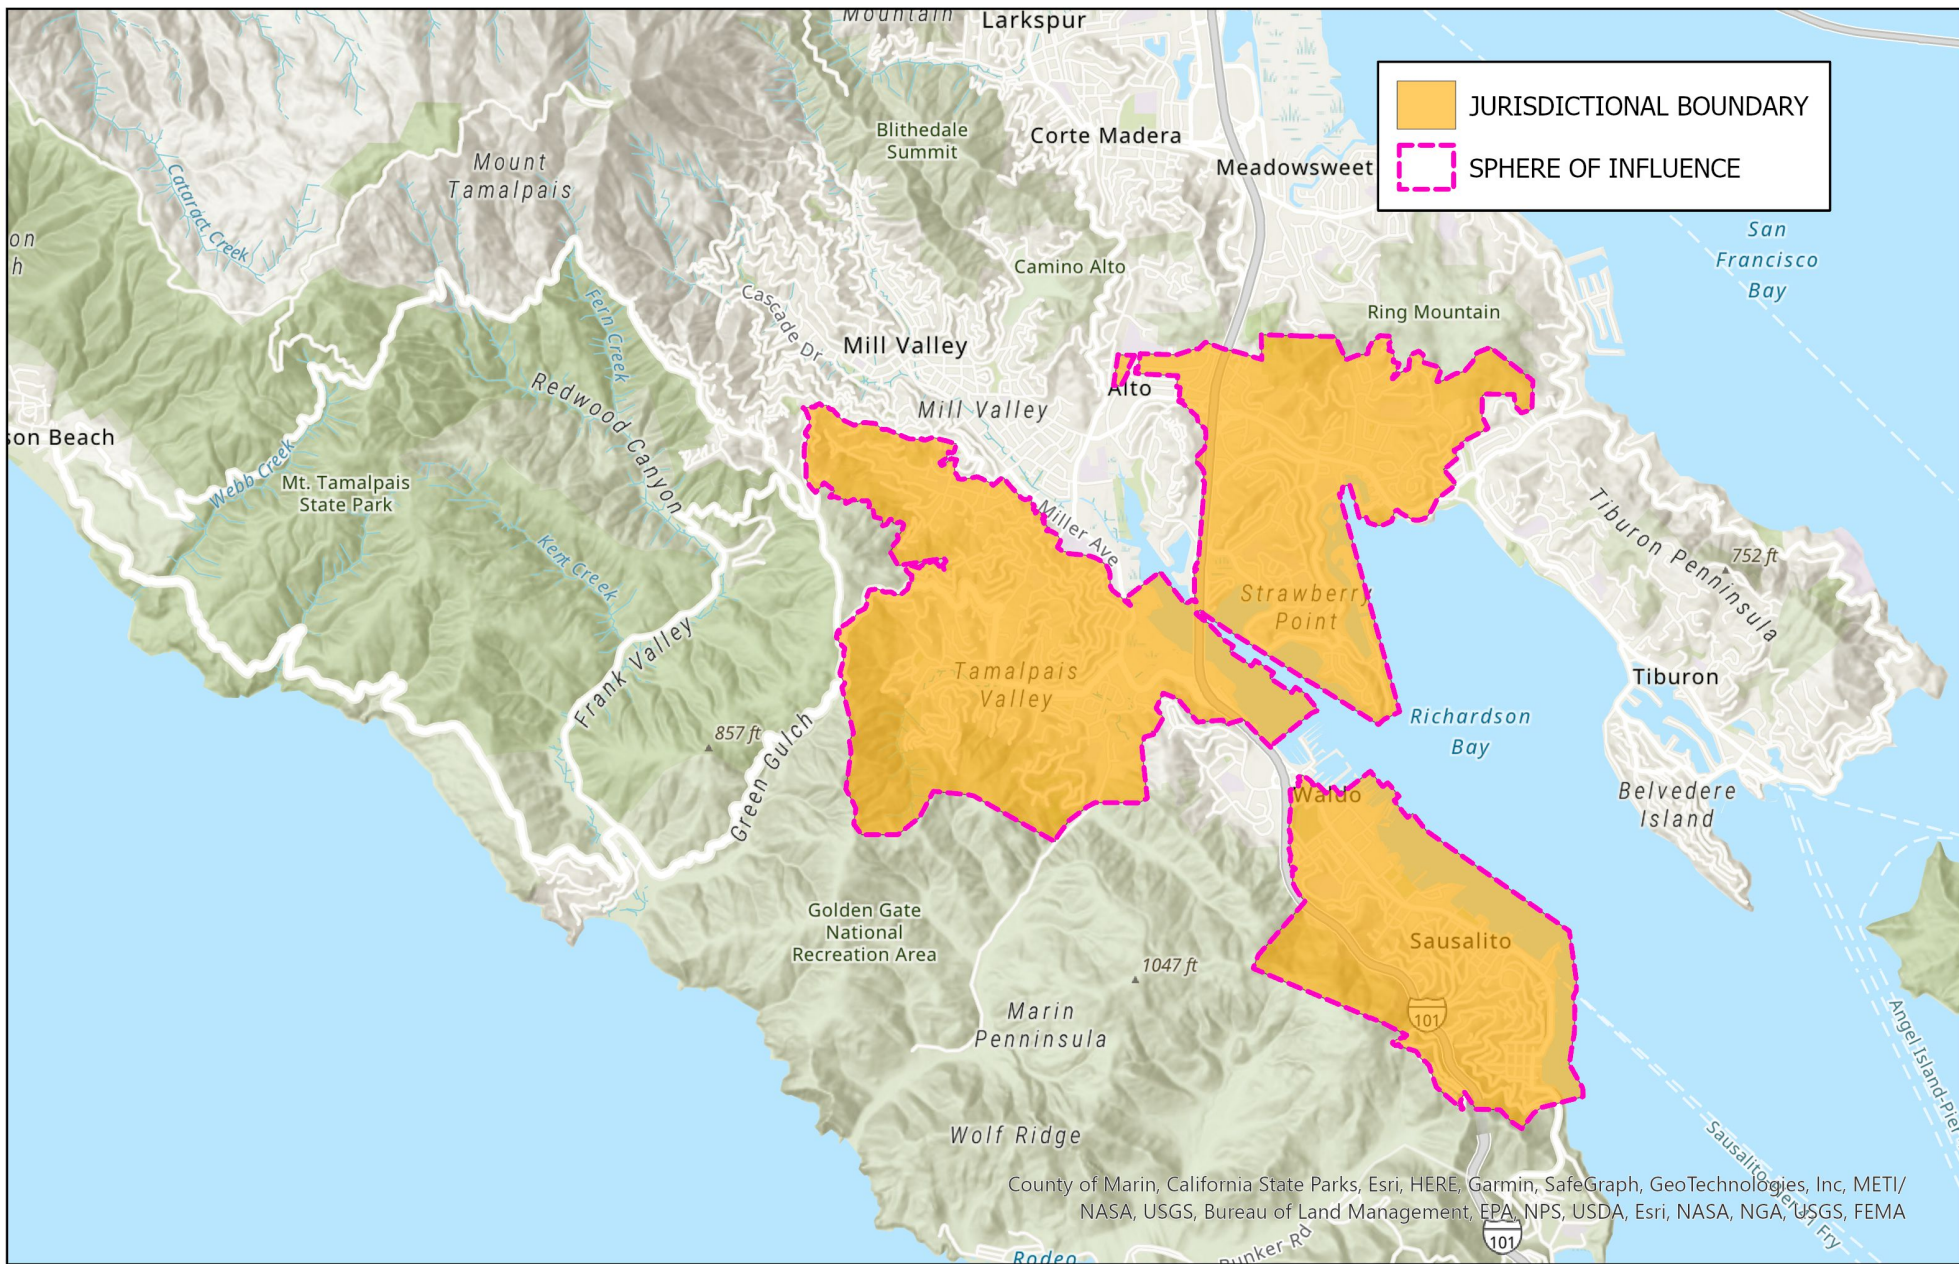 Mountain
Larkspur
JURISDICTIONAL BOUNDARY
SPHERE OF INFLUENCE
Blithedale
Summit
Corte Madera
Meadowsweet
Mount
Tamalpais
Cataract Creek
San
Francisco
Bay
on
h
Camino Alto
Ring Mountain
Cascade Dr
Fern Creek
Mill Valley
Alto
Mill Valley
Redwood Canyon
son Beach
Webb Creek
Mt. Tamalpais
State Park
Miller Ave
Kent Creek
Tiburon Penninsula
752 ft
Strawberry
Point
Frank Valley
Tamalpais
Valley
Tiburon
Richardson
Bay
857 ft
Green Gulch
Waldo
Belvedere
Island
Golden Gate
National
Recreation Area
Sausalito
1047 ft
Marin
Penninsula
101
Angel Island-Pier
Wolf Ridge
Sausalito
Fry
County of Marin, California State Parks, Esri, HERE, Garmin, SafeGraph, GeoTechnologies, Inc, METI/
NASA, USGS, Bureau of Land Management, EPA, NPS, USDA, Esri, NASA, NGA, USGS, FEMA
101
Bunker Rd
Rodeo